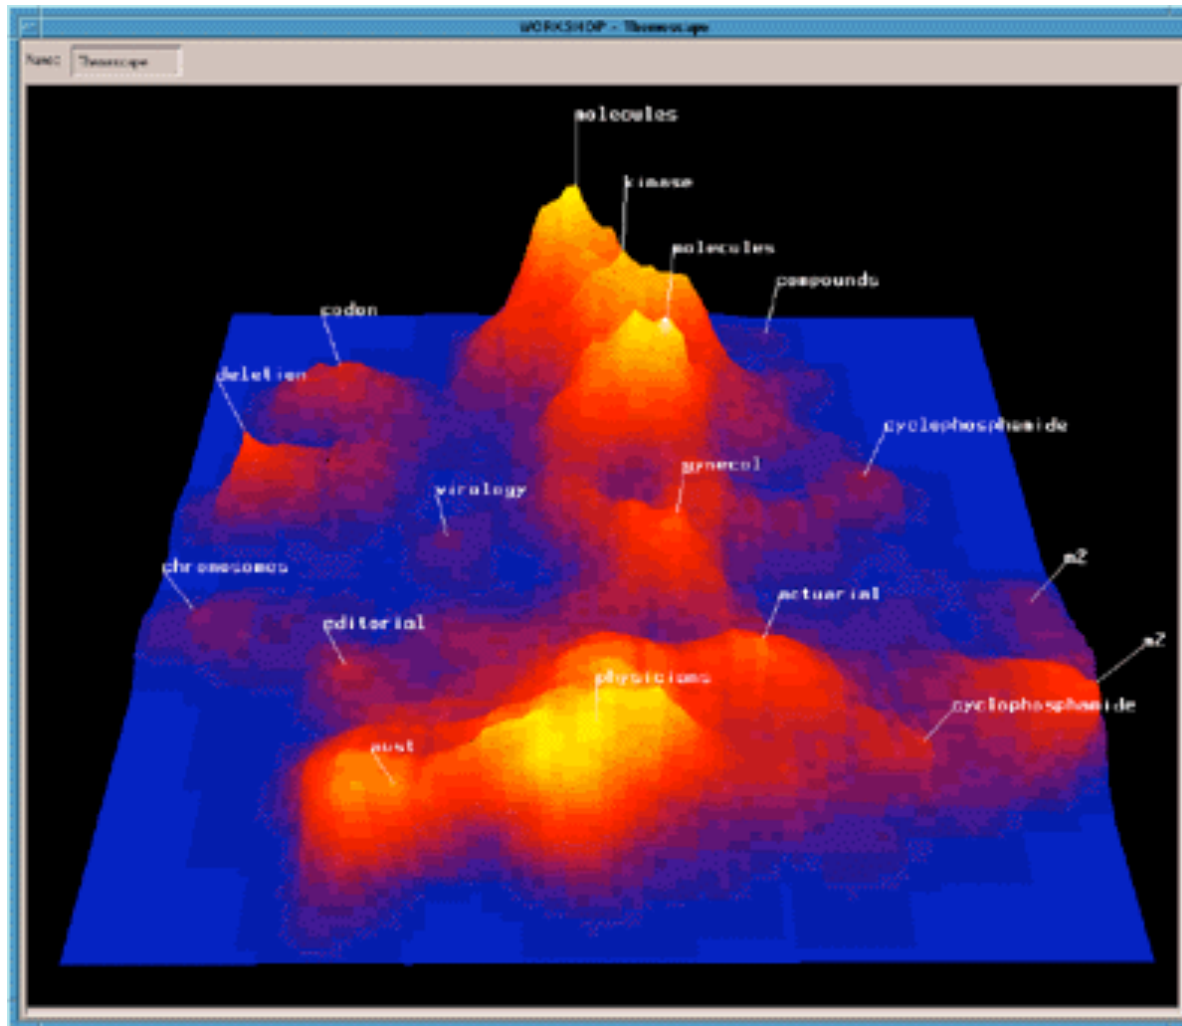 WORKSHOP - Themescape
Name: Themescape
molecules
kinase
molecules
compounds
codon
deletion
cyclophosphamide
gynecol
virology
m2
chromosomes
actuarial
editorial
m2
physicians
cyclophosphamide
aust